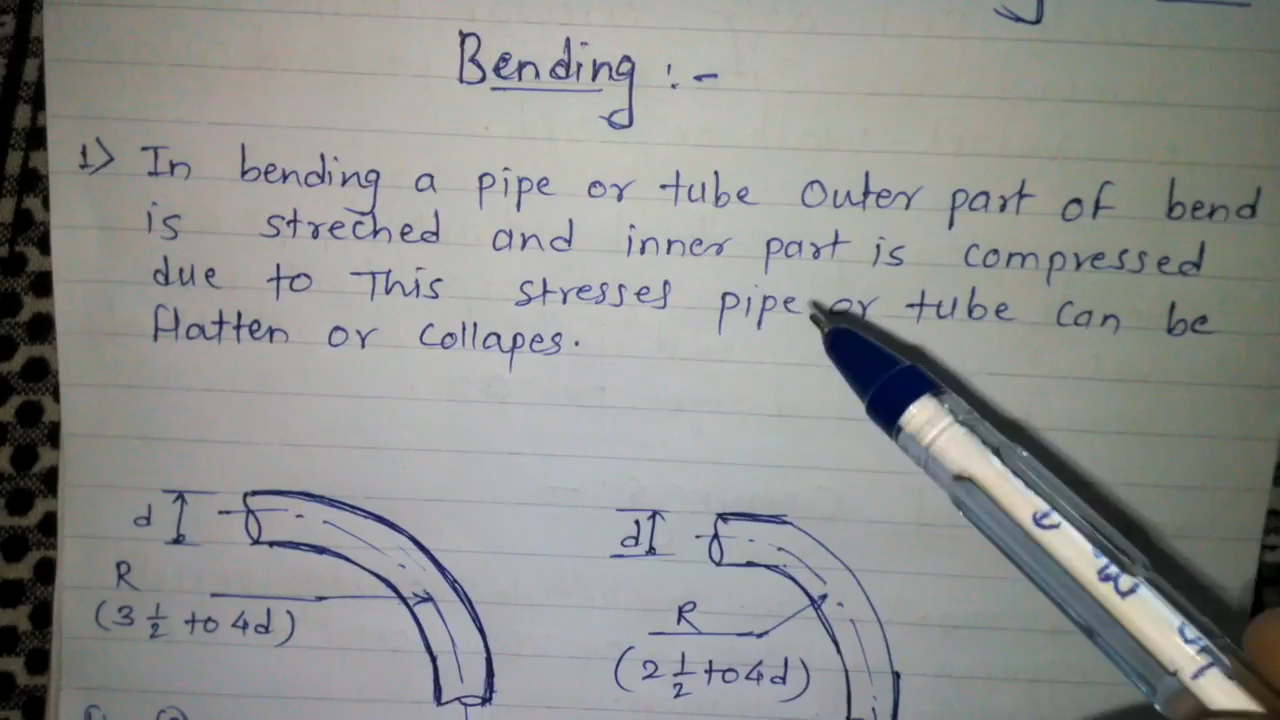 Bending :-
1) In bending a pipe or tube outer part of bend
is streched and inner part is compressed
due to This stresses pipe or tube can be
flatten or collapes.
d
R
(3 1/2 to 4d)
d
R
(2 1/2 to 4d)